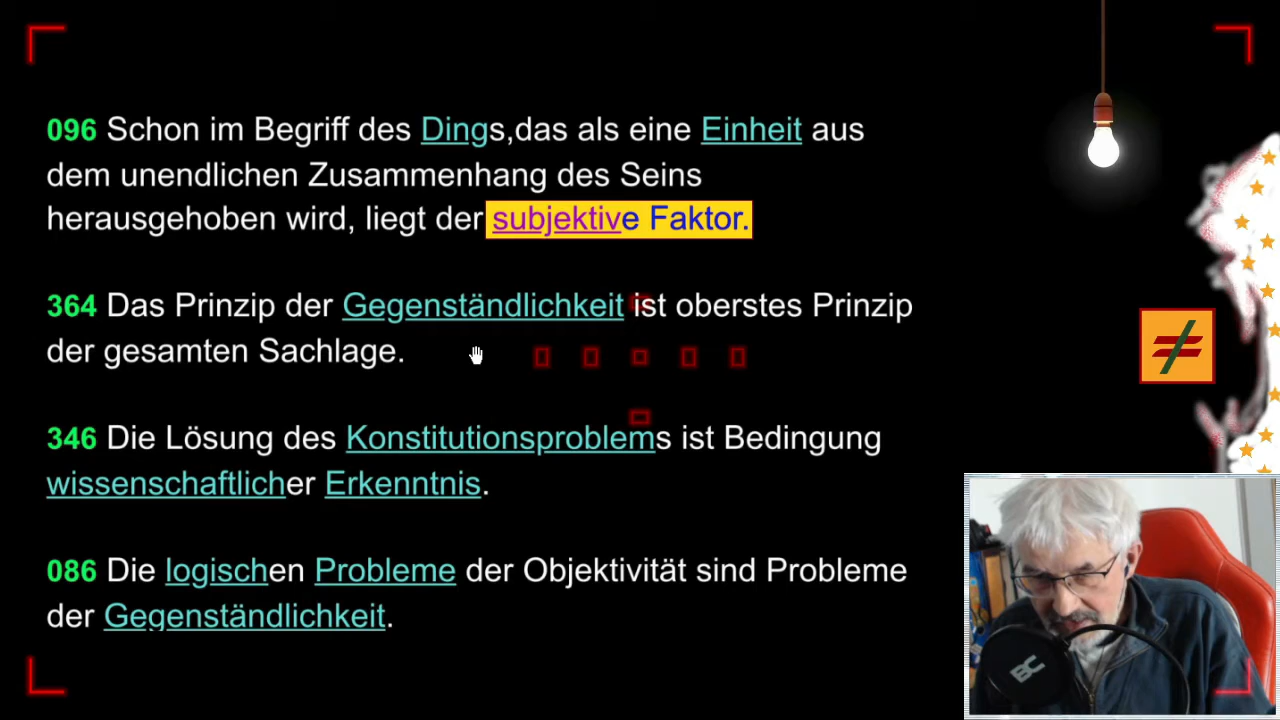 096 Schon im Begriff des Dings,das als eine Einheit aus
dem unendlichen Zusammenhang des Seins
herausgehoben wird, liegt der subjektive Faktor.
364 Das Prinzip der Gegenständlichkeit ist oberstes Prinzip
der gesamten Sachlage.
346 Die Lösung des Konstitutionsproblems ist Bedingung
wissenschaftlicher Erkenntnis.
086 Die logischen Probleme der Objektivität sind Probleme
der Gegenständlichkeit.
≠
BC